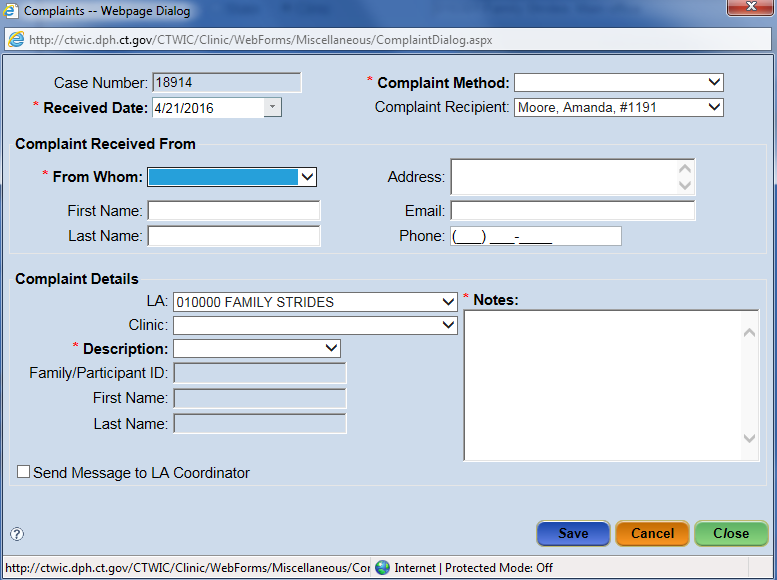 Complaints -- Webpage Dialog
X
http://ctwic.dph.ct.gov/CTWIC/Clinic/WebForms/Miscellaneous/ComplaintDialog.aspx
Case Number: 18914
* Complaint Method:
* Received Date: 4/21/2016
Complaint Recipient: Moore, Amanda, #1191
Complaint Received From
* From Whom:
Address:
First Name:
Email:
Last Name:
Phone: (___) ___-____
Complaint Details
LA: 010000 FAMILY STRIDES
* Notes:
Clinic:
* Description:
Family/Participant ID:
First Name:
Last Name:
Send Message to LA Coordinator
?
Save Cancel Close
http://ctwic.dph.ct.gov/CTWIC/Clinic/WebForms/Miscellaneous/Cor
Internet | Protected Mode: Off